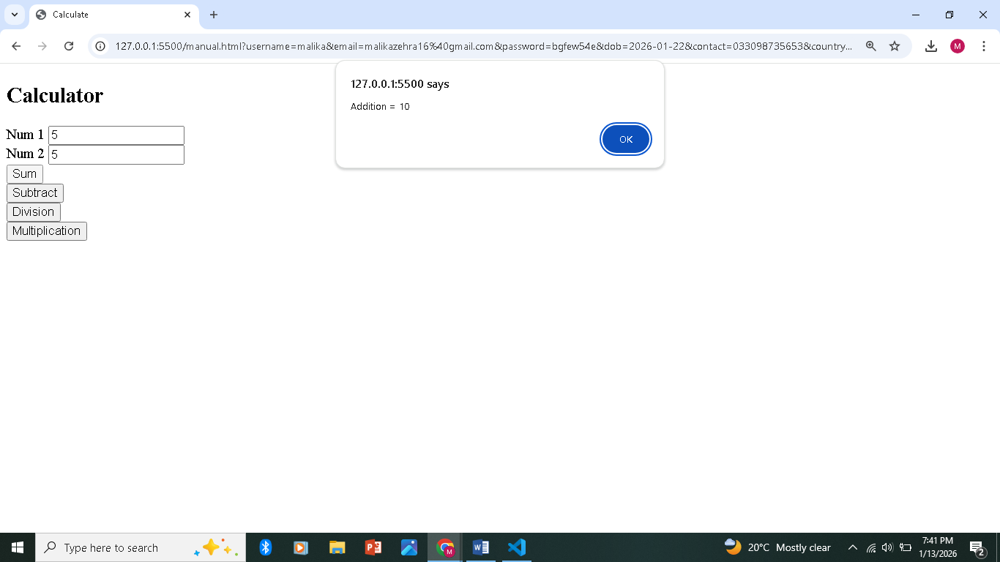 Calculate
127.0.0.1:5500/manual.html?username=malika&email=malikazehra16%40gmail.com&password=bgfew54e&dob=2026-01-22&contact=033098735653&country...
M
127.0.0.1:5500 says
Addition = 10
OK
Calculator
Num 1 5
Num 2 5
Sum
Subtract
Division
Multiplication
Type here to search
M
20°C Mostly clear
7:41 PM
1/13/2026
2